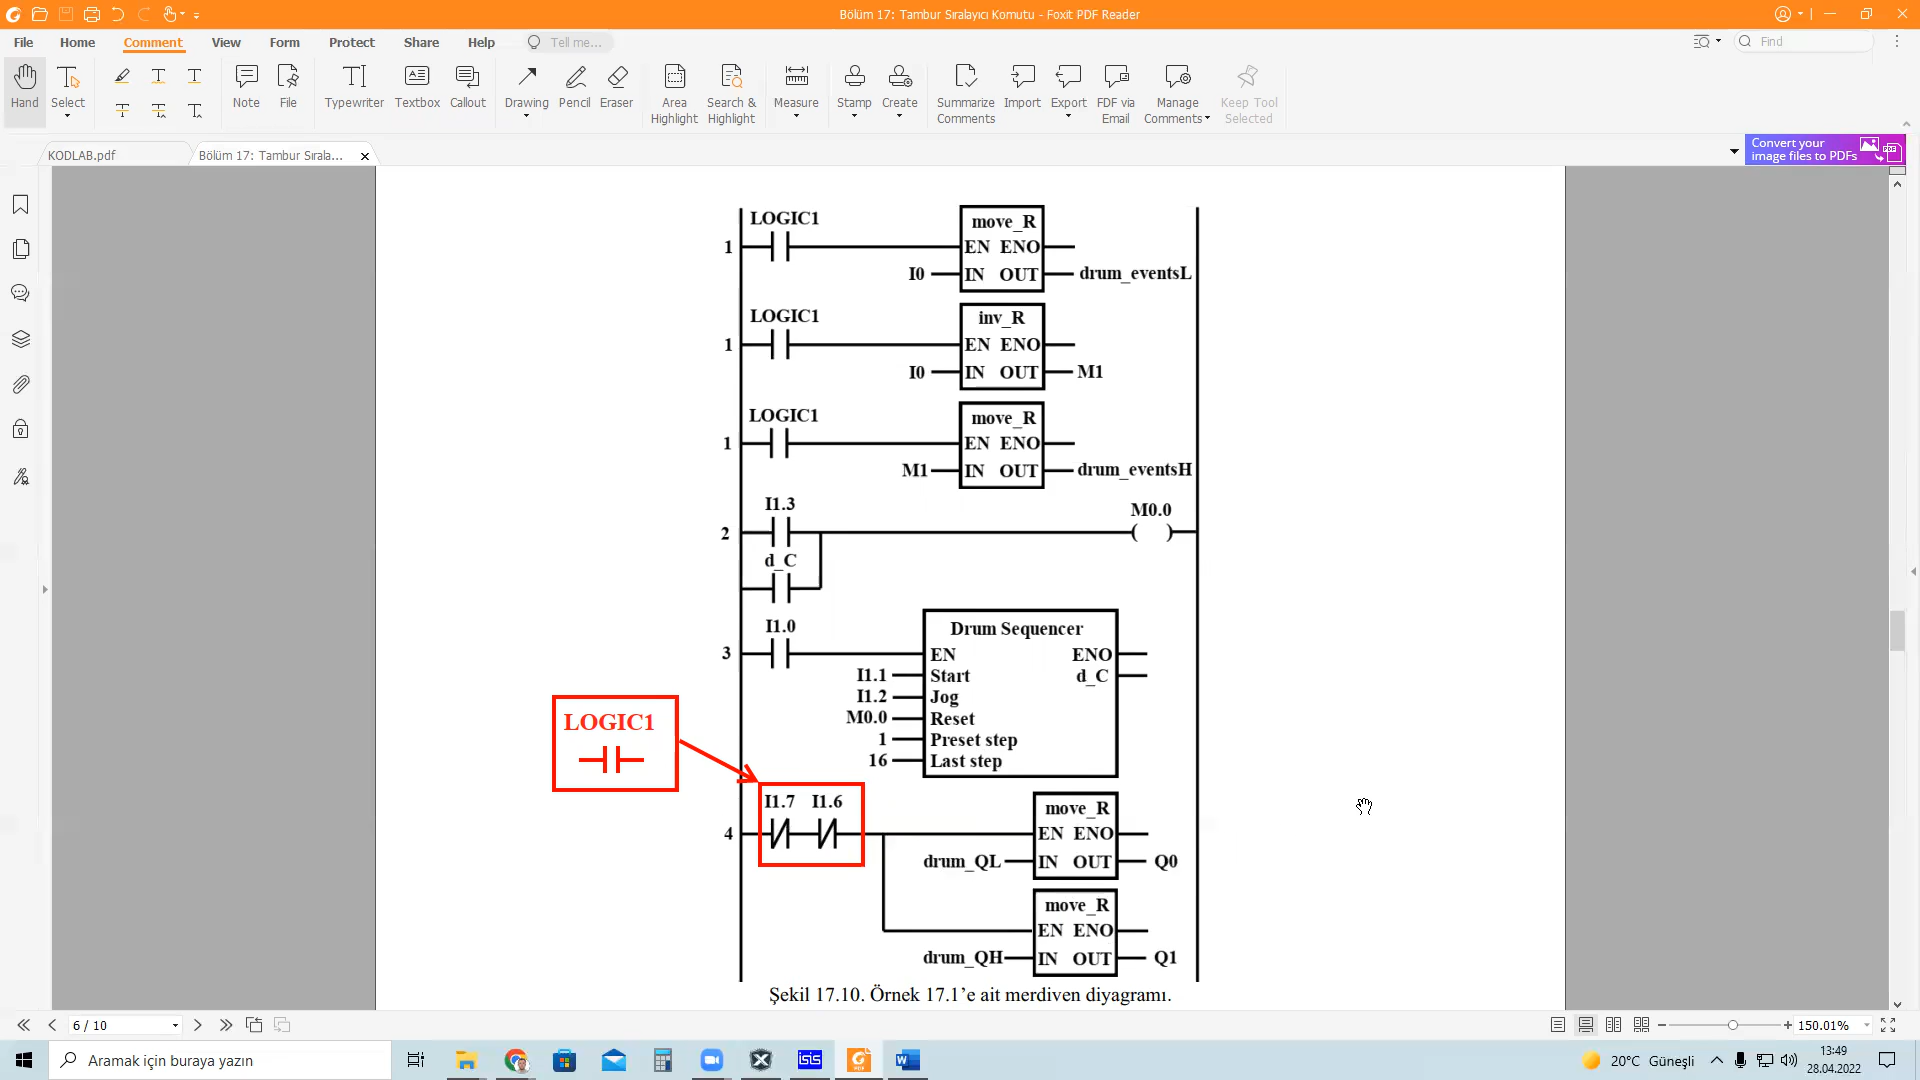 Bölüm 17: Tambur Sıralayıcı Komutu - Foxit PDF Reader
File Home Comment View Form Protect Share Help Tell me... Find
Hand Select Note File Typewriter Textbox Callout Drawing Pencil Eraser Area Highlight Search & Highlight Measure Stamp Create Summarize Comments Import Export FDF via Email Manage Comments Keep Tool Selected
KODLAB.pdf Bölüm 17: Tambur Sırala...
Convert your
image files to PDFs
LOGIC1
move_R
1 EN ENO
I0 IN OUT drum_eventsL
LOGIC1
inv_R
1 EN ENO
I0 IN OUT M1
LOGIC1
move_R
1 EN ENO
M1 IN OUT drum_eventsH
I1.3 M0.0
2 ( )
d_C
I1.0
Drum Sequencer
3 EN ENO
I1.1 Start d_C
I1.2 Jog
M0.0 Reset
1 Preset step
16 Last step
LOGIC1
I1.7 I1.6
move_R
4 EN ENO
drum_QL IN OUT Q0
move_R
EN ENO
drum_QH IN OUT Q1
Şekil 17.10. Örnek 17.1’e ait merdiven diyagramı.
6 / 10 150.01%
Aramak için buraya yazın isis 20°C Güneşli 13:49
28.04.2022